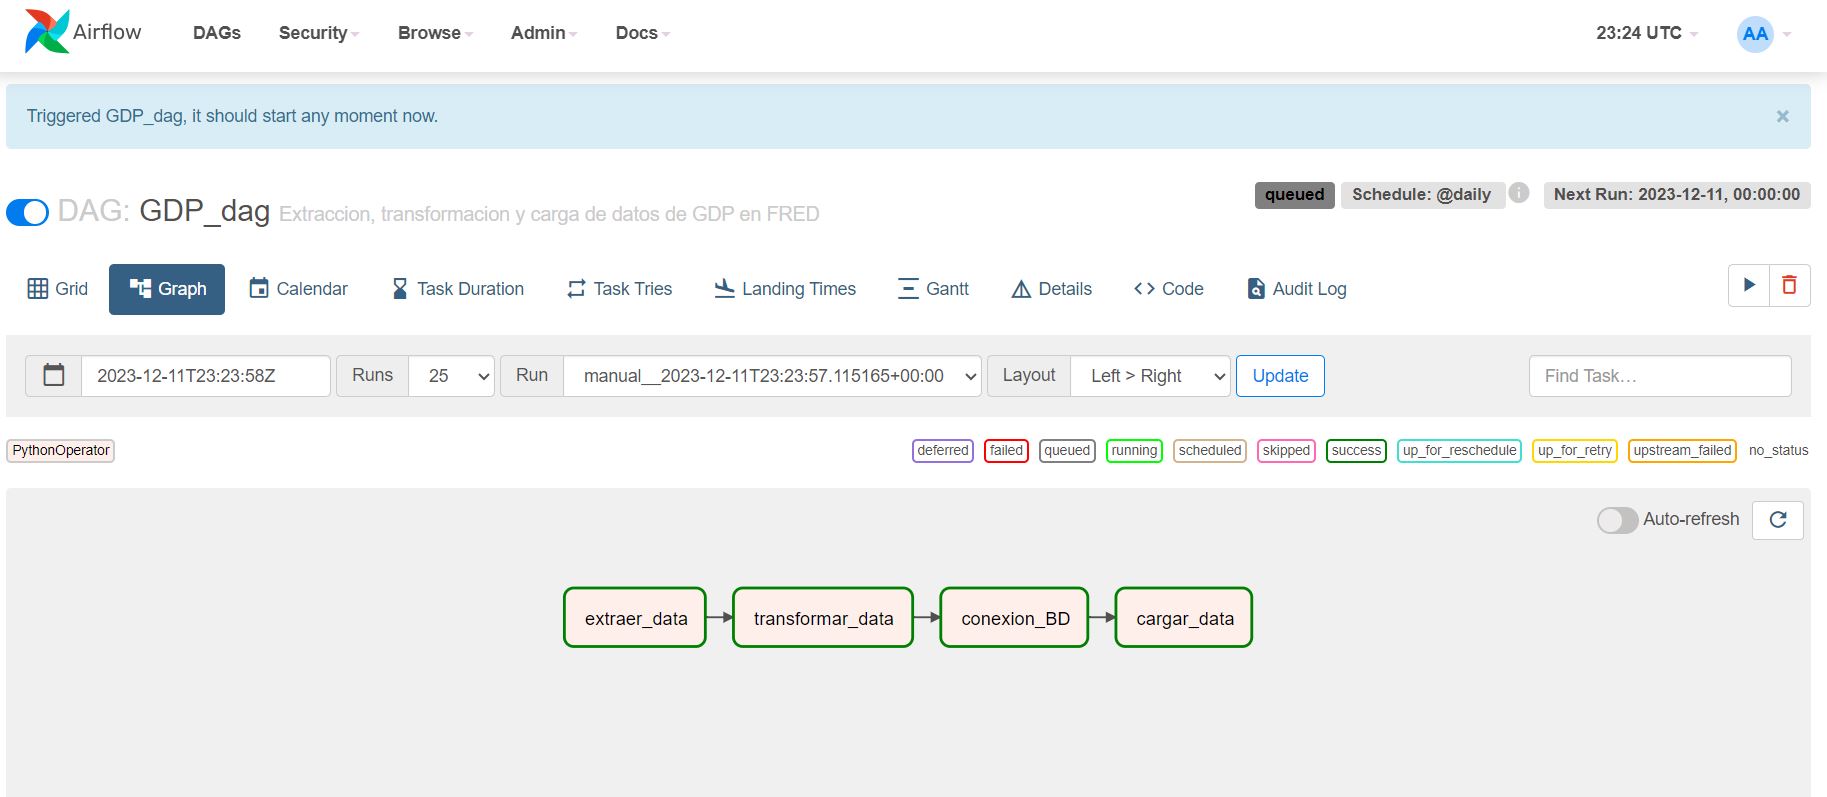 Airflow DAGs Security Browse Admin Docs 23:24 UTC AA
Triggered GDP_dag, it should start any moment now. ×
queued Schedule: @daily i Next Run: 2023-12-11, 00:00:00
DAG: GDP_dag Extraccion, transformacion y carga de datos de GDP en FRED
Grid Graph Calendar Task Duration Task Tries Landing Times Gantt Details Code Audit Log
2023-12-11T23:23:58Z Runs 25 Run manual__2023-12-11T23:23:57.115165+00:00 Layout Left > Right Update Find Task…
PythonOperator deferred failed queued running scheduled skipped success up_for_reschedule up_for_retry upstream_failed no_status
Auto-refresh
extraer_data transformar_data conexion_BD cargar_data